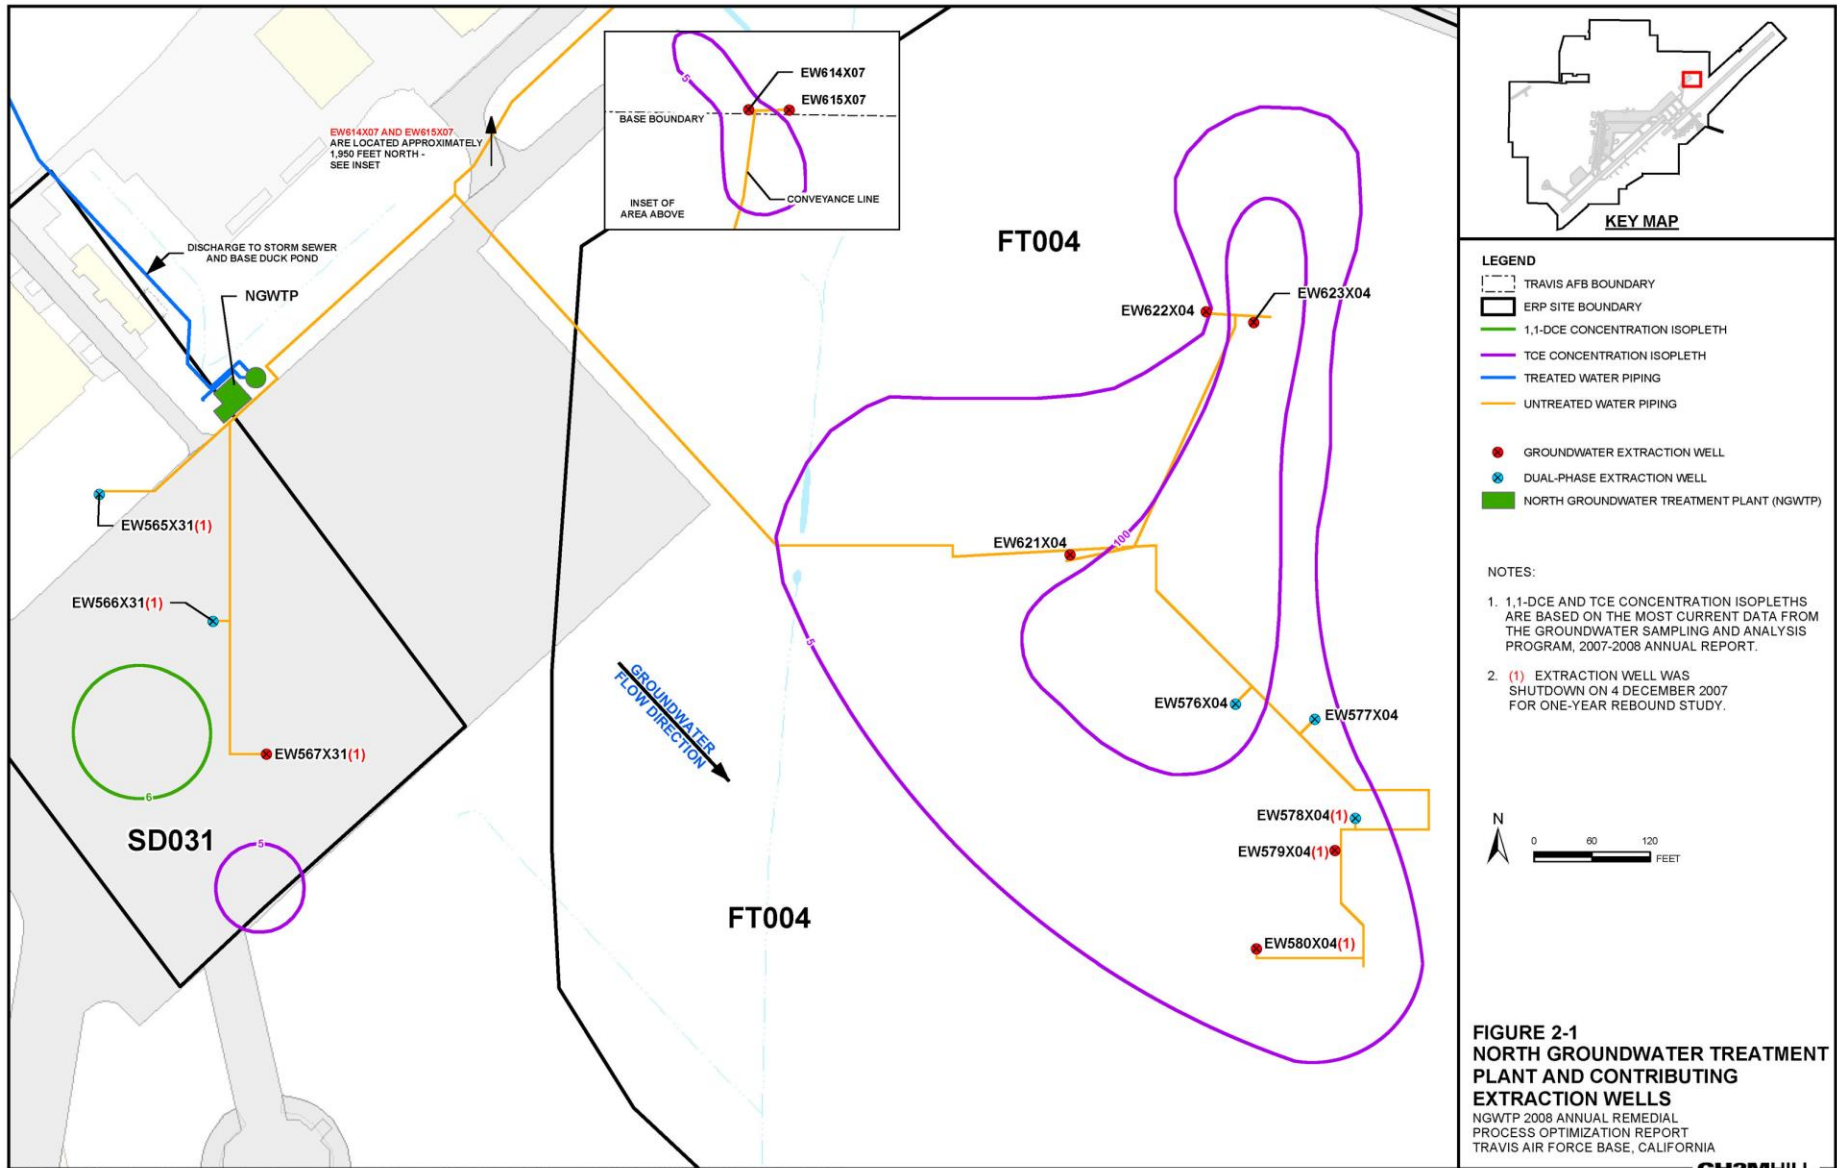 EW614X07
EW615X07
BASE BOUNDARY
CONVEYANCE LINE
INSET OF
AREA ABOVE
5
EW614X07 AND EW615X07
ARE LOCATED APPROXIMATELY
1,950 FEET NORTH -
SEE INSET
DISCHARGE TO STORM SEWER
AND BASE DUCK POND
NGWTP
FT004
EW622X04
EW623X04
EW565X31(1)
EW621X04
100
EW566X31(1)
5
GROUNDWATER
FLOW DIRECTION
EW576X04
EW577X04
EW567X31(1)
6
SD031
5
EW578X04(1)
EW579X04(1)
FT004
EW580X04(1)
KEY MAP
LEGEND
TRAVIS AFB BOUNDARY
ERP SITE BOUNDARY
1,1-DCE CONCENTRATION ISOPLETH
TCE CONCENTRATION ISOPLETH
TREATED WATER PIPING
UNTREATED WATER PIPING
GROUNDWATER EXTRACTION WELL
DUAL-PHASE EXTRACTION WELL
NORTH GROUNDWATER TREATMENT PLANT (NGWTP)
NOTES:
1. 1,1-DCE AND TCE CONCENTRATION ISOPLETHS
ARE BASED ON THE MOST CURRENT DATA FROM
THE GROUNDWATER SAMPLING AND ANALYSIS
PROGRAM, 2007-2008 ANNUAL REPORT.
2. (1) EXTRACTION WELL WAS
SHUTDOWN ON 4 DECEMBER 2007
FOR ONE-YEAR REBOUND STUDY.
N
0 60 120
FEET
FIGURE 2-1
NORTH GROUNDWATER TREATMENT
PLANT AND CONTRIBUTING
EXTRACTION WELLS
NGWTP 2008 ANNUAL REMEDIAL
PROCESS OPTIMIZATION REPORT
TRAVIS AIR FORCE BASE, CALIFORNIA
CH2MHILL